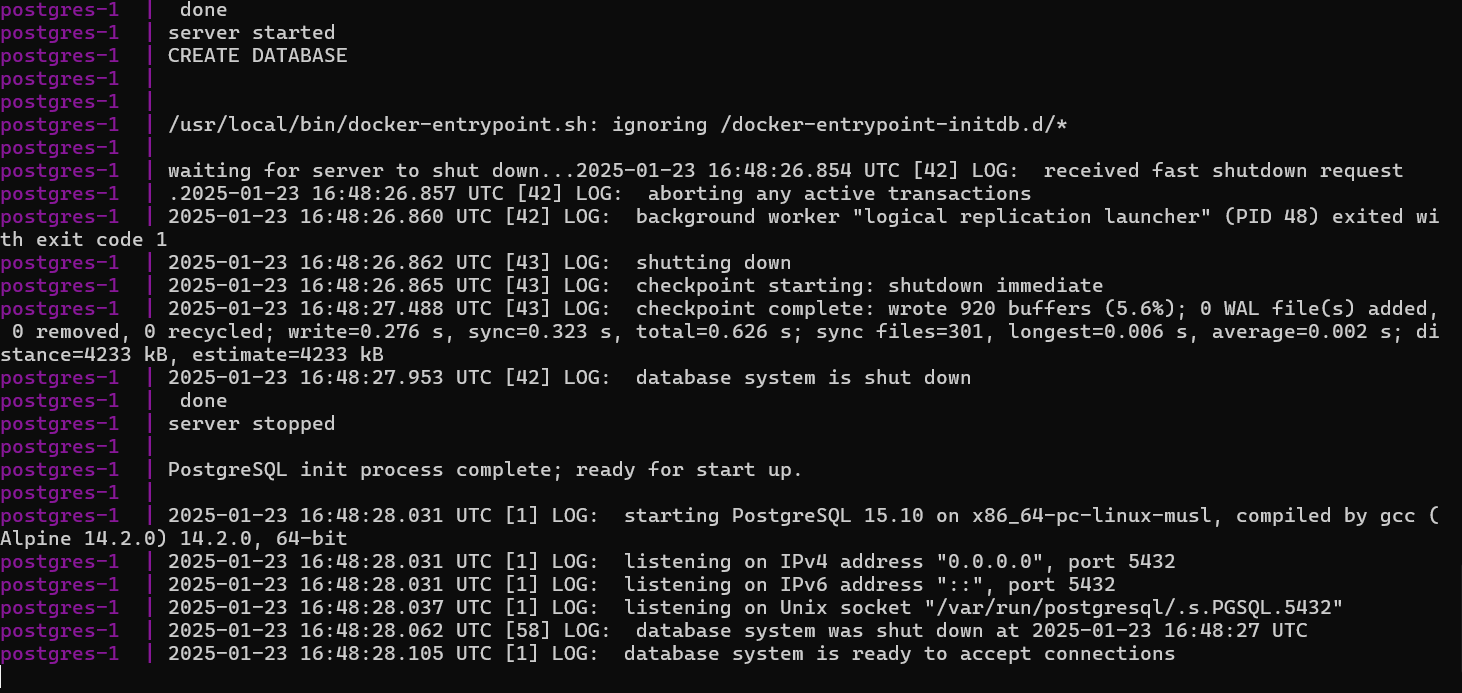 postgres-1  |  done
postgres-1  | server started
postgres-1  | CREATE DATABASE
postgres-1  |
postgres-1  |
postgres-1  | /usr/local/bin/docker-entrypoint.sh: ignoring /docker-entrypoint-initdb.d/*
postgres-1  |
postgres-1  | waiting for server to shut down...2025-01-23 16:48:26.854 UTC [42] LOG:  received fast shutdown request
postgres-1  | .2025-01-23 16:48:26.857 UTC [42] LOG:  aborting any active transactions
postgres-1  | 2025-01-23 16:48:26.860 UTC [42] LOG:  background worker "logical replication launcher" (PID 48) exited wi
th exit code 1
postgres-1  | 2025-01-23 16:48:26.862 UTC [43] LOG:  shutting down
postgres-1  | 2025-01-23 16:48:26.865 UTC [43] LOG:  checkpoint starting: shutdown immediate
postgres-1  | 2025-01-23 16:48:27.488 UTC [43] LOG:  checkpoint complete: wrote 920 buffers (5.6%); 0 WAL file(s) added,
 0 removed, 0 recycled; write=0.276 s, sync=0.323 s, total=0.626 s; sync files=301, longest=0.006 s, average=0.002 s; di
stance=4233 kB, estimate=4233 kB
postgres-1  | 2025-01-23 16:48:27.953 UTC [42] LOG:  database system is shut down
postgres-1  |  done
postgres-1  | server stopped
postgres-1  |
postgres-1  | PostgreSQL init process complete; ready for start up.
postgres-1  |
postgres-1  | 2025-01-23 16:48:28.031 UTC [1] LOG:  starting PostgreSQL 15.10 on x86_64-pc-linux-musl, compiled by gcc (
Alpine 14.2.0) 14.2.0, 64-bit
postgres-1  | 2025-01-23 16:48:28.031 UTC [1] LOG:  listening on IPv4 address "0.0.0.0", port 5432
postgres-1  | 2025-01-23 16:48:28.031 UTC [1] LOG:  listening on IPv6 address "::", port 5432
postgres-1  | 2025-01-23 16:48:28.037 UTC [1] LOG:  listening on Unix socket "/var/run/postgresql/.s.PGSQL.5432"
postgres-1  | 2025-01-23 16:48:28.062 UTC [58] LOG:  database system was shut down at 2025-01-23 16:48:27 UTC
postgres-1  | 2025-01-23 16:48:28.105 UTC [1] LOG:  database system is ready to accept connections